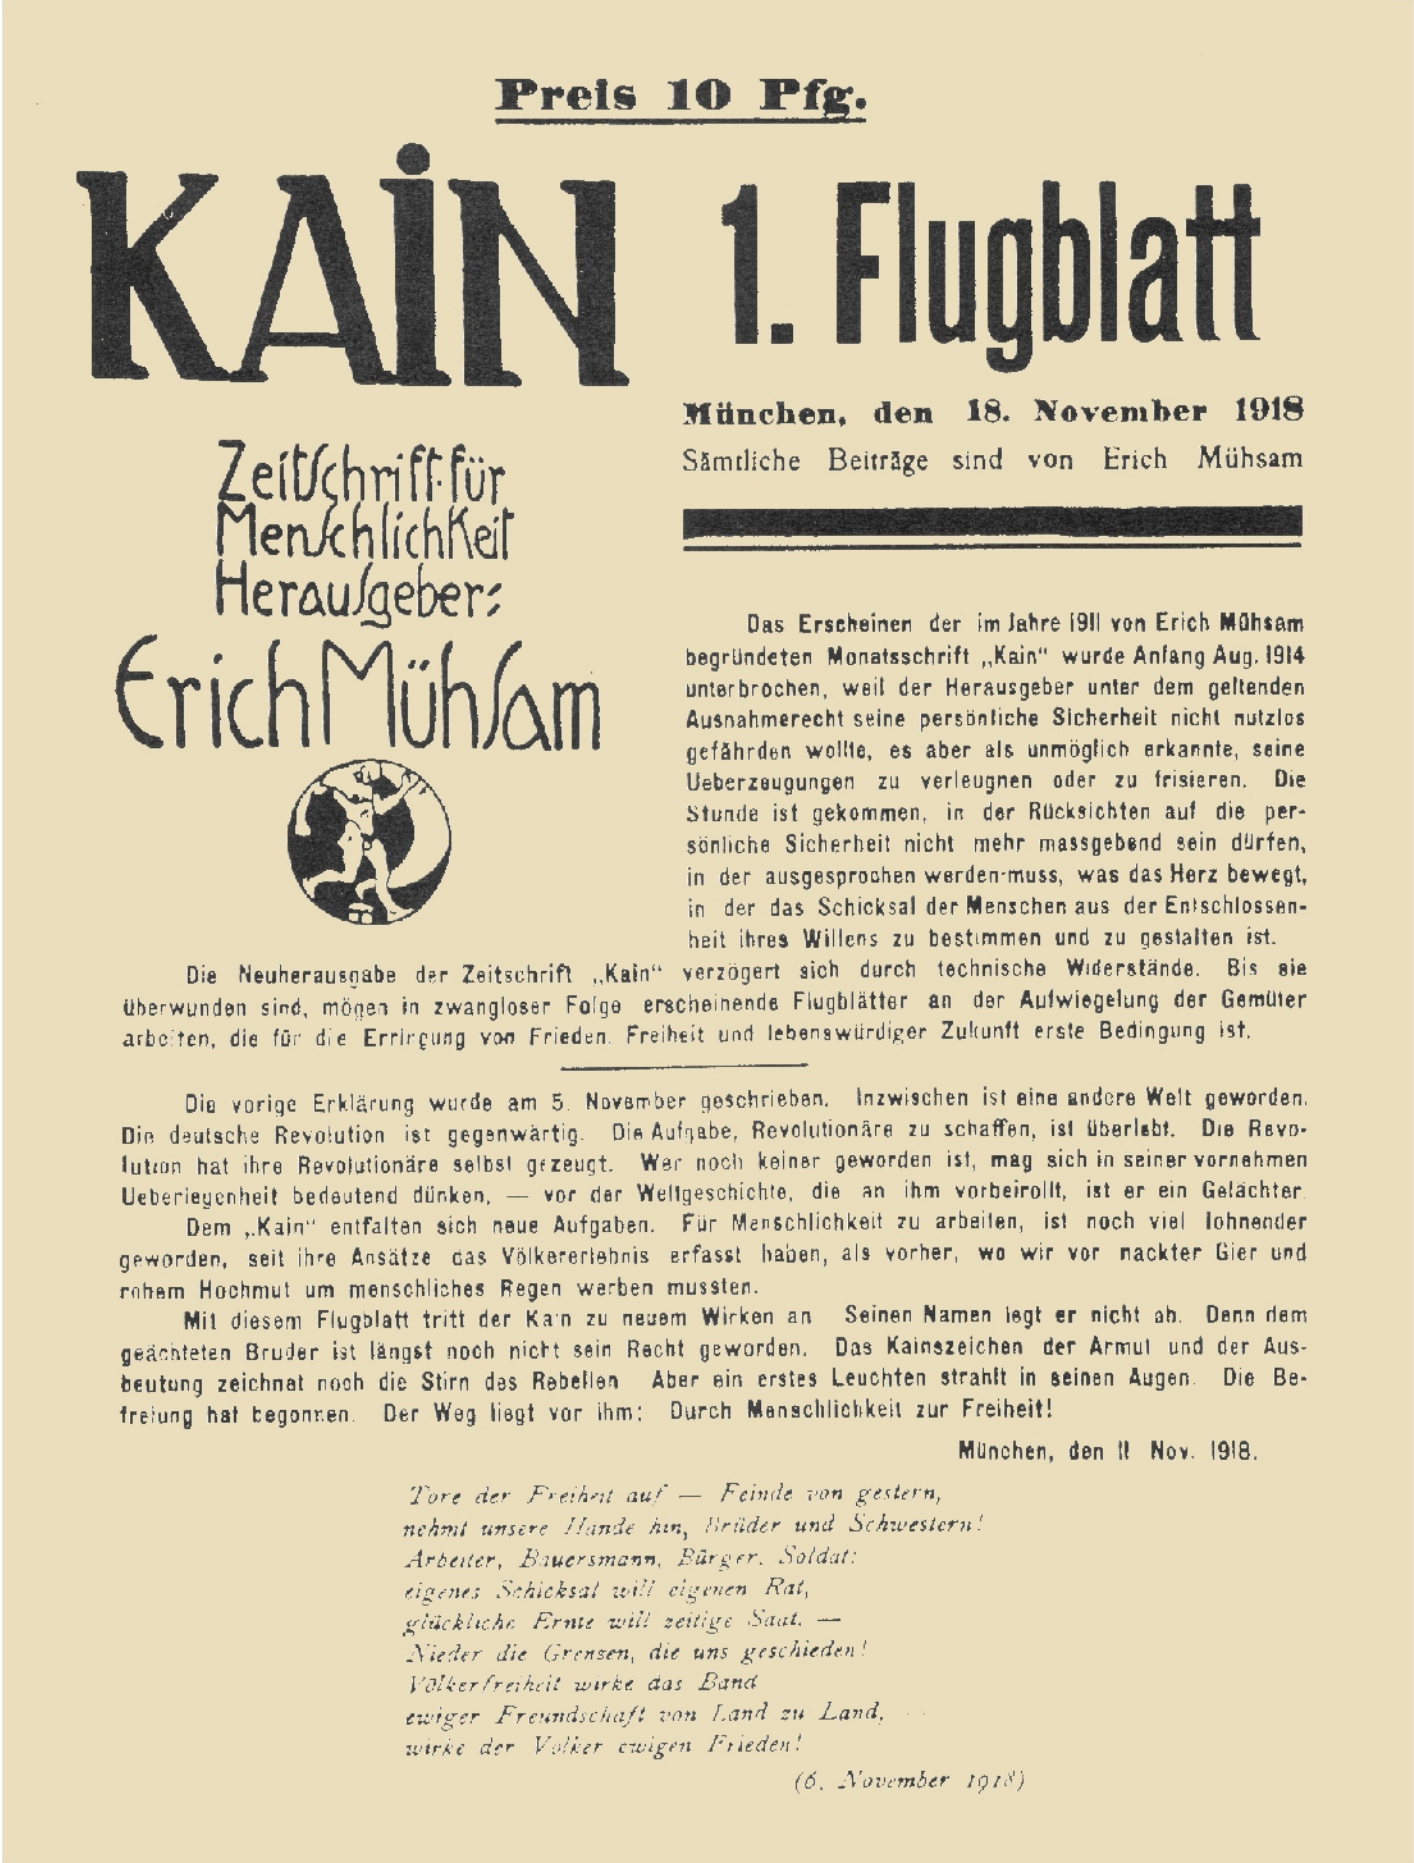 Preis 10 Pfg.
KAIN
1. Flugblatt
München, den 18. November 1918
Sämtliche Beiträge sind von Erich Mühsam
Zeitschrift für
Menschlichkeit
Herausgeber:
Erich Mühsam
Das Erscheinen der im Jahre 1911 von Erich Mühsam
begründeten Monatsschrift „Kain“ wurde Anfang Aug. 1914
unterbrochen, weil der Herausgeber unter dem geltenden
Ausnahmerecht seine persönliche Sicherheit nicht nutzlos
gefährden wollte, es aber als unmöglich erkannte, seine
Ueberzeugungen zu verleugnen oder zu frisieren. Die
Stunde ist gekommen, in der Rücksichten auf die per-
sönliche Sicherheit nicht mehr massgebend sein dürfen,
in der ausgesprochen werden muss, was das Herz bewegt,
in der das Schicksal der Menschen aus der Entschlossen-
heit ihres Willens zu bestimmen und zu gestalten ist.
Die Neuherausgabe der Zeitschrift „Kain“ verzögert sich durch technische Widerstände. Bis sie
überwunden sind, mögen in zwangloser Folge erscheinende Flugblätter an der Aufwiegelung der Gemüter
arbeiten, die für die Erringung von Frieden, Freiheit und lebenswürdiger Zukunft erste Bedingung ist.
Die vorige Erklärung wurde am 5. November geschrieben. Inzwischen ist eine andere Welt geworden.
Die deutsche Revolution ist gegenwärtig. Die Aufgabe, Revolutionäre zu schaffen, ist überlebt. Die Revo-
lution hat ihre Revolutionäre selbst gezeugt. Wer noch keiner geworden ist, mag sich in seiner vornehmen
Ueberlegenheit bedeutend dünken, — vor der Weltgeschichte, die an ihm vorbeirollt, ist er ein Gelächter.
Dem „Kain“ entfalten sich neue Aufgaben. Für Menschlichkeit zu arbeiten, ist noch viel lohnender
geworden, seit ihre Ansätze das Völkererlebnis erfasst haben, als vorher, wo wir vor nackter Gier und
rohem Hochmut um menschliches Regen werben mussten.
Mit diesem Flugblatt tritt der Kain zu neuem Wirken an Seinen Namen legt er nicht ab. Denn dem
geächteten Bruder ist längst noch nicht sein Recht geworden. Das Kainszeichen der Armut und der Aus-
beutung zeichnet noch die Stirn des Rebellen Aber ein erstes Leuchten strahlt in seinen Augen. Die Be-
freiung hat begonnen. Der Weg liegt vor ihm: Durch Menschlichkeit zur Freiheit!
München, den 11 Nov. 1918.
Tore der Freiheit auf — Feinde von gestern,
nehmt unsere Hände hin, Brüder und Schwestern!
Arbeiter, Bauersmann, Bürger, Soldat:
eigenes Schicksal will eigenen Rat,
glückliche Ernte will zeitige Saat. —
Nieder die Grenzen, die uns geschieden!
Völkerfreiheit wirke das Band
ewiger Freundschaft von Land zu Land,
wirke der Völker ewigen Frieden!
(6. November 1918)